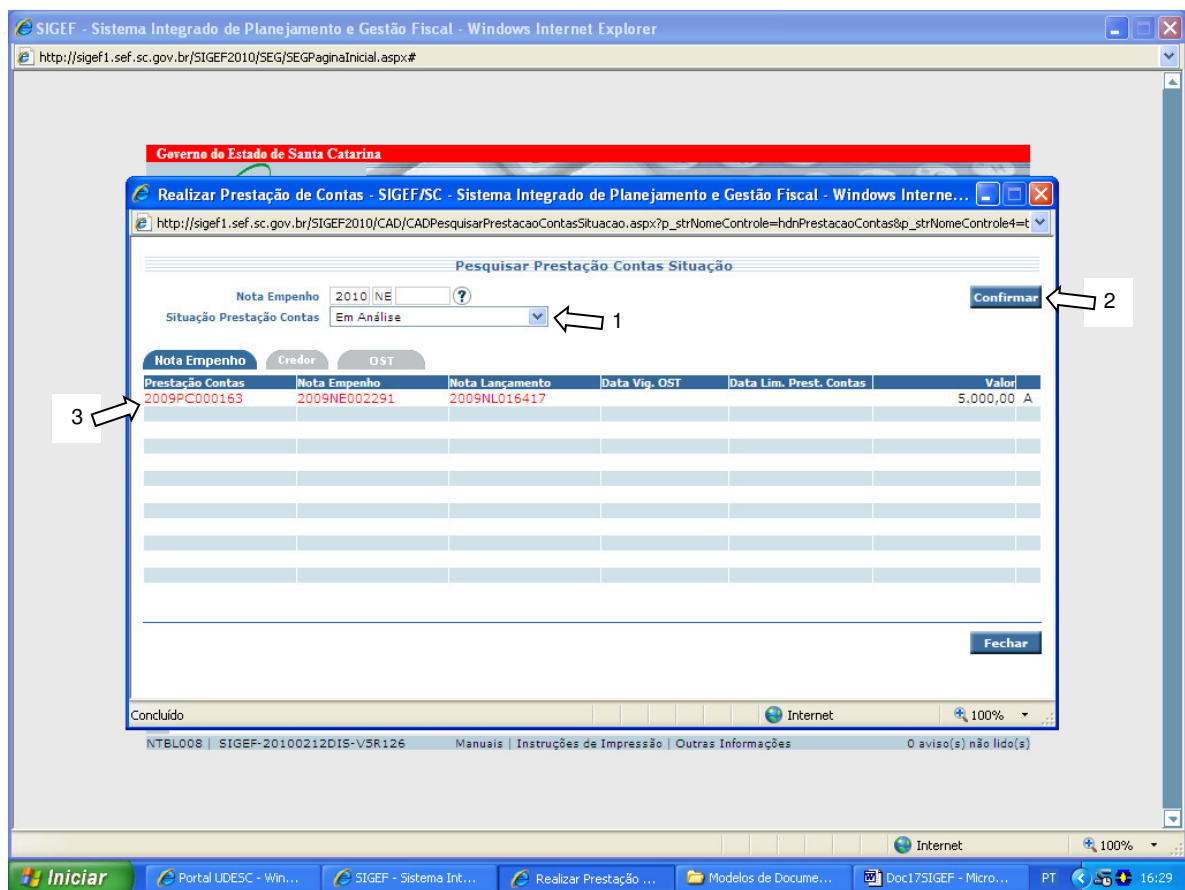 SIGEF - Sistema Integrado de Planejamento e Gestão Fiscal - Windows Internet Explorer
http://sigef1.sef.sc.gov.br/SIGEF2010/SEG/SEGPaginaInicial.aspx#
Governo do Estado de Santa Catarina
Realizar Prestação de Contas - SIGEF/SC - Sistema Integrado de Planejamento e Gestão Fiscal - Windows Interne...
http://sigef1.sef.sc.gov.br/SIGEF2010/CAD/CADPesquisarPrestacaoContasSituacao.aspx?p_strNomeControle=hdnPrestacaoContas&p_strNomeControle4=t
Pesquisar Prestação Contas Situação
Nota Empenho 2010 NE ?
Confirmar 2
Situação Prestação Contas Em Análise 1
Nota Empenho Credor OST
Prestação Contas Nota Empenho Nota Lançamento Data Vig. OST Data Lim. Prest. Contas Valor
3 2009PC000163 2009NE002291 2009NL016417 5.000,00 A
Fechar
Concluído Internet 100%
NTBL008 | SIGEF-20100212DIS-V5R126 Manuais | Instruções de Impressão | Outras Informações 0 aviso(s) não lido(s)
Internet 100%
Iniciar Portal UDESC - Win... SIGEF - Sistema Int... Realizar Prestação ... Modelos de Docume... Doc17SIGEF - Micro... PT 16:29